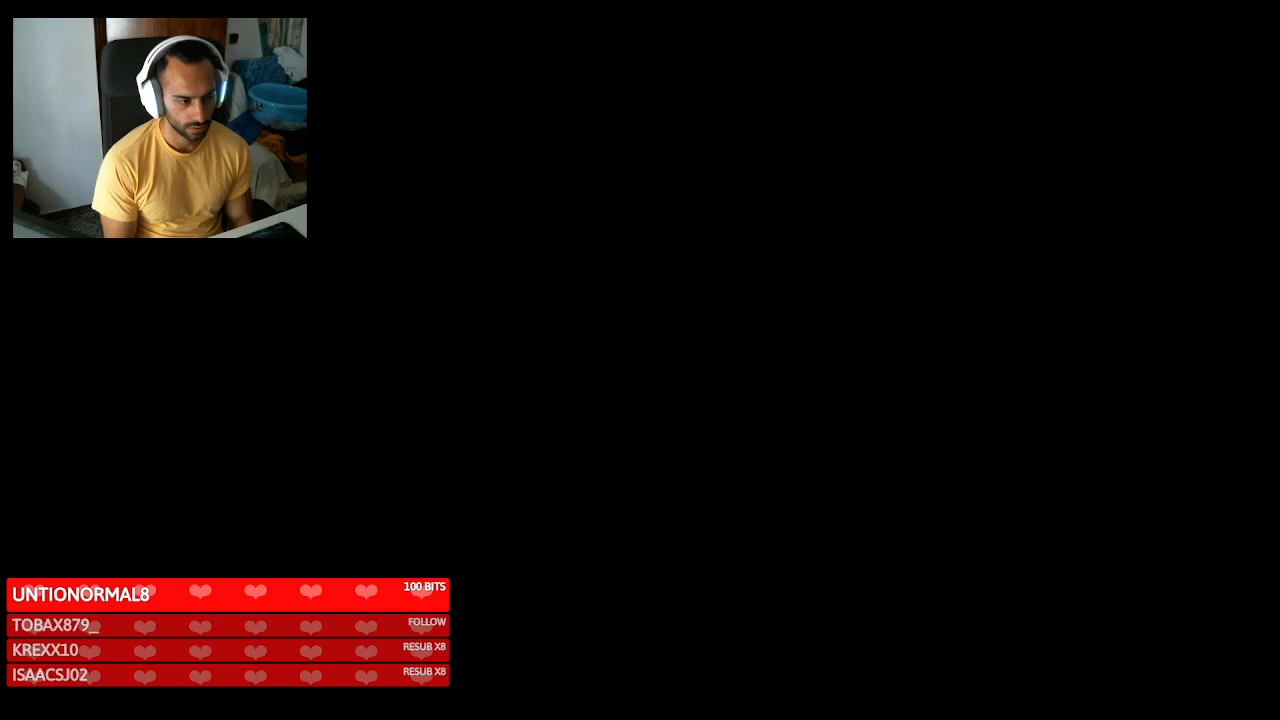 UNTIONORMAL8 100 BITS
TOBAX879_ FOLLOW
KREXX10 RESUB X8
ISAACSJ02 RESUB X8